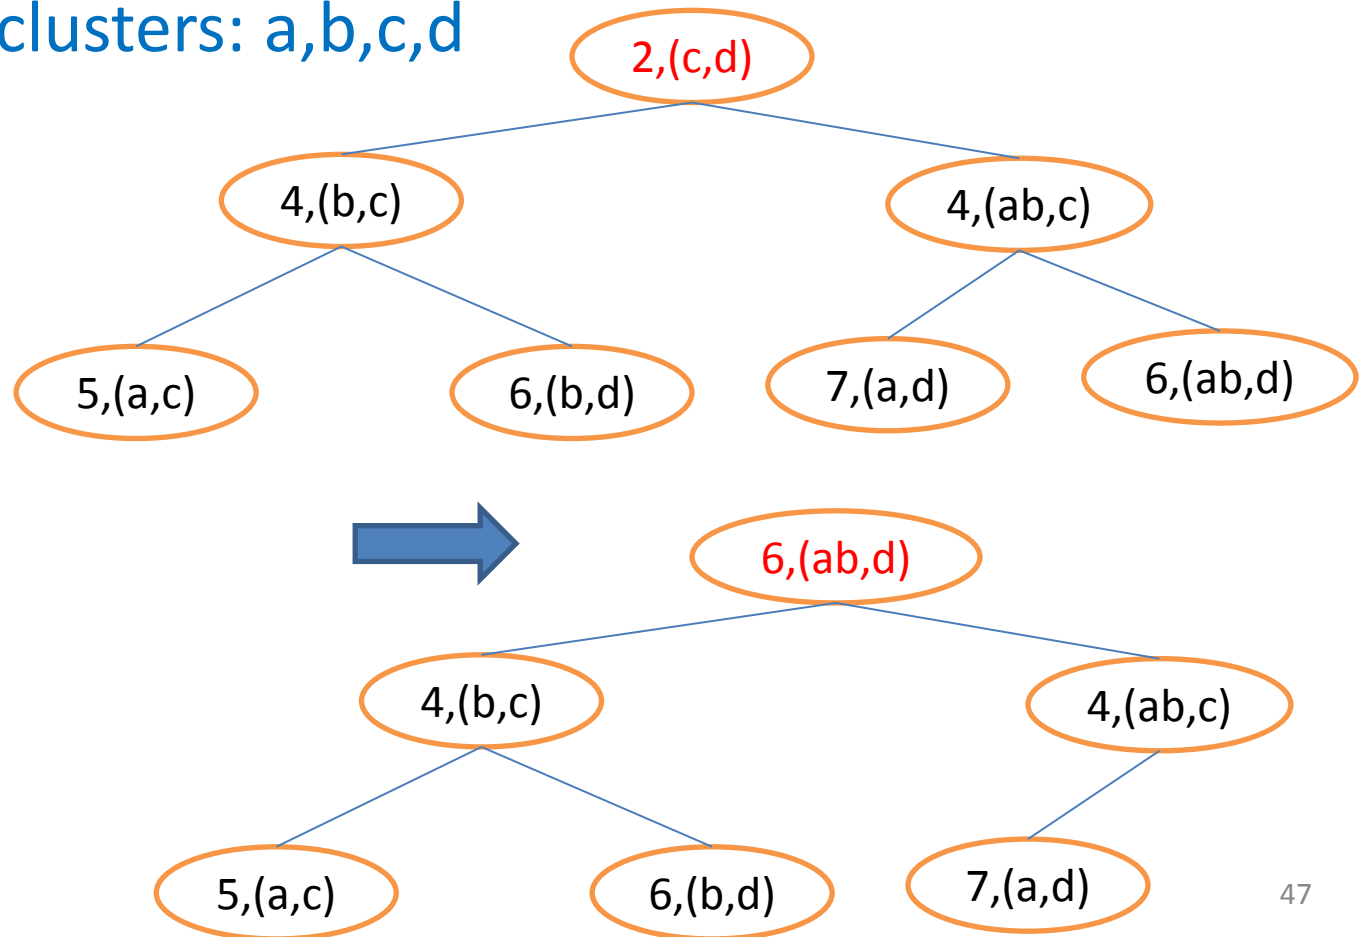 clusters: a,b,c,d
2,(c,d)
4,(b,c)
4,(ab,c)
5,(a,c)
6,(b,d)
7,(a,d)
6,(ab,d)
6,(ab,d)
4,(b,c)
4,(ab,c)
5,(a,c)
6,(b,d)
7,(a,d)
47